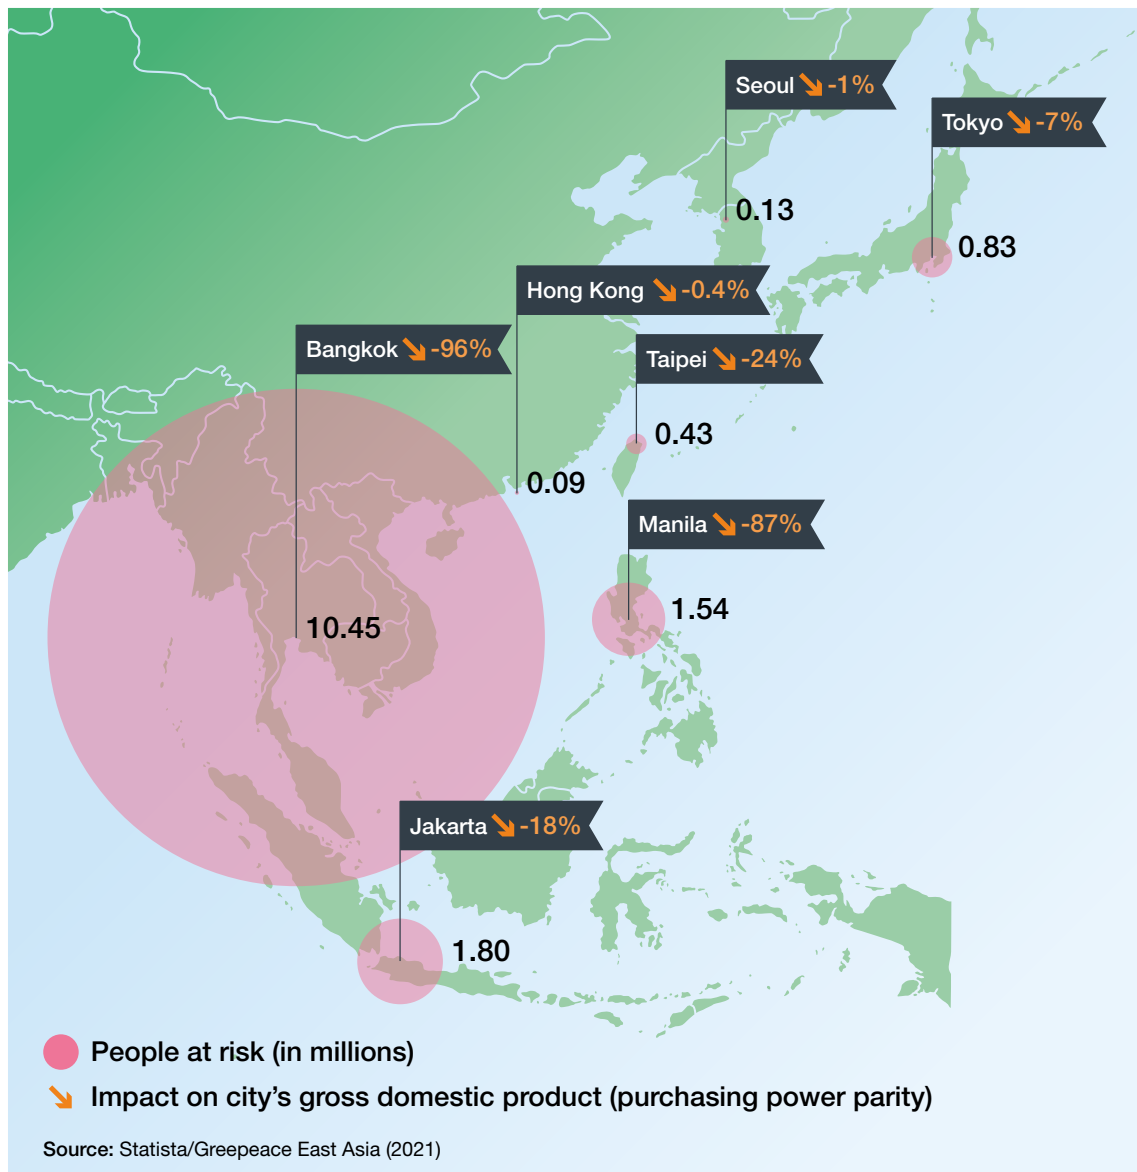 Seoul -1%
Tokyo -7%
0.13
0.83
Hong Kong -0.4%
Bangkok -96%
Taipei -24%
0.43
0.09
Manila -87%
1.54
10.45
Jakarta -18%
1.80
People at risk (in millions)
Impact on city’s gross domestic product (purchasing power parity)
Source: Statista/Greepeace East Asia (2021)